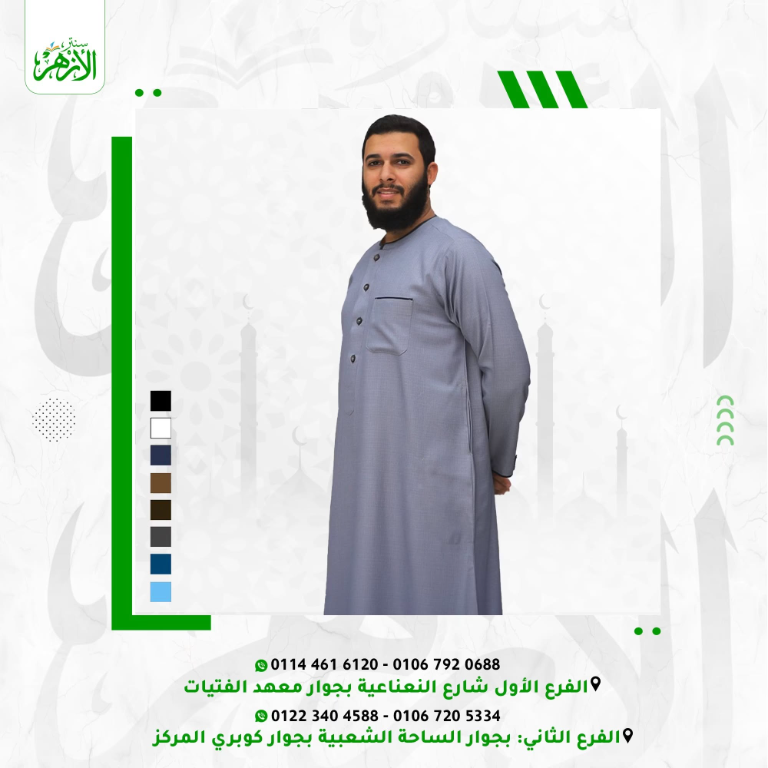 سنتر
الأزهر
0114 461 6120 - 0106 792 0688
الفرع الأول شارع النعناعية بجوار معهد الفتيات
0122 340 4588 - 0106 720 5334
الفرع الثاني: بجوار الساحة الشعبية بجوار كوبري المركز